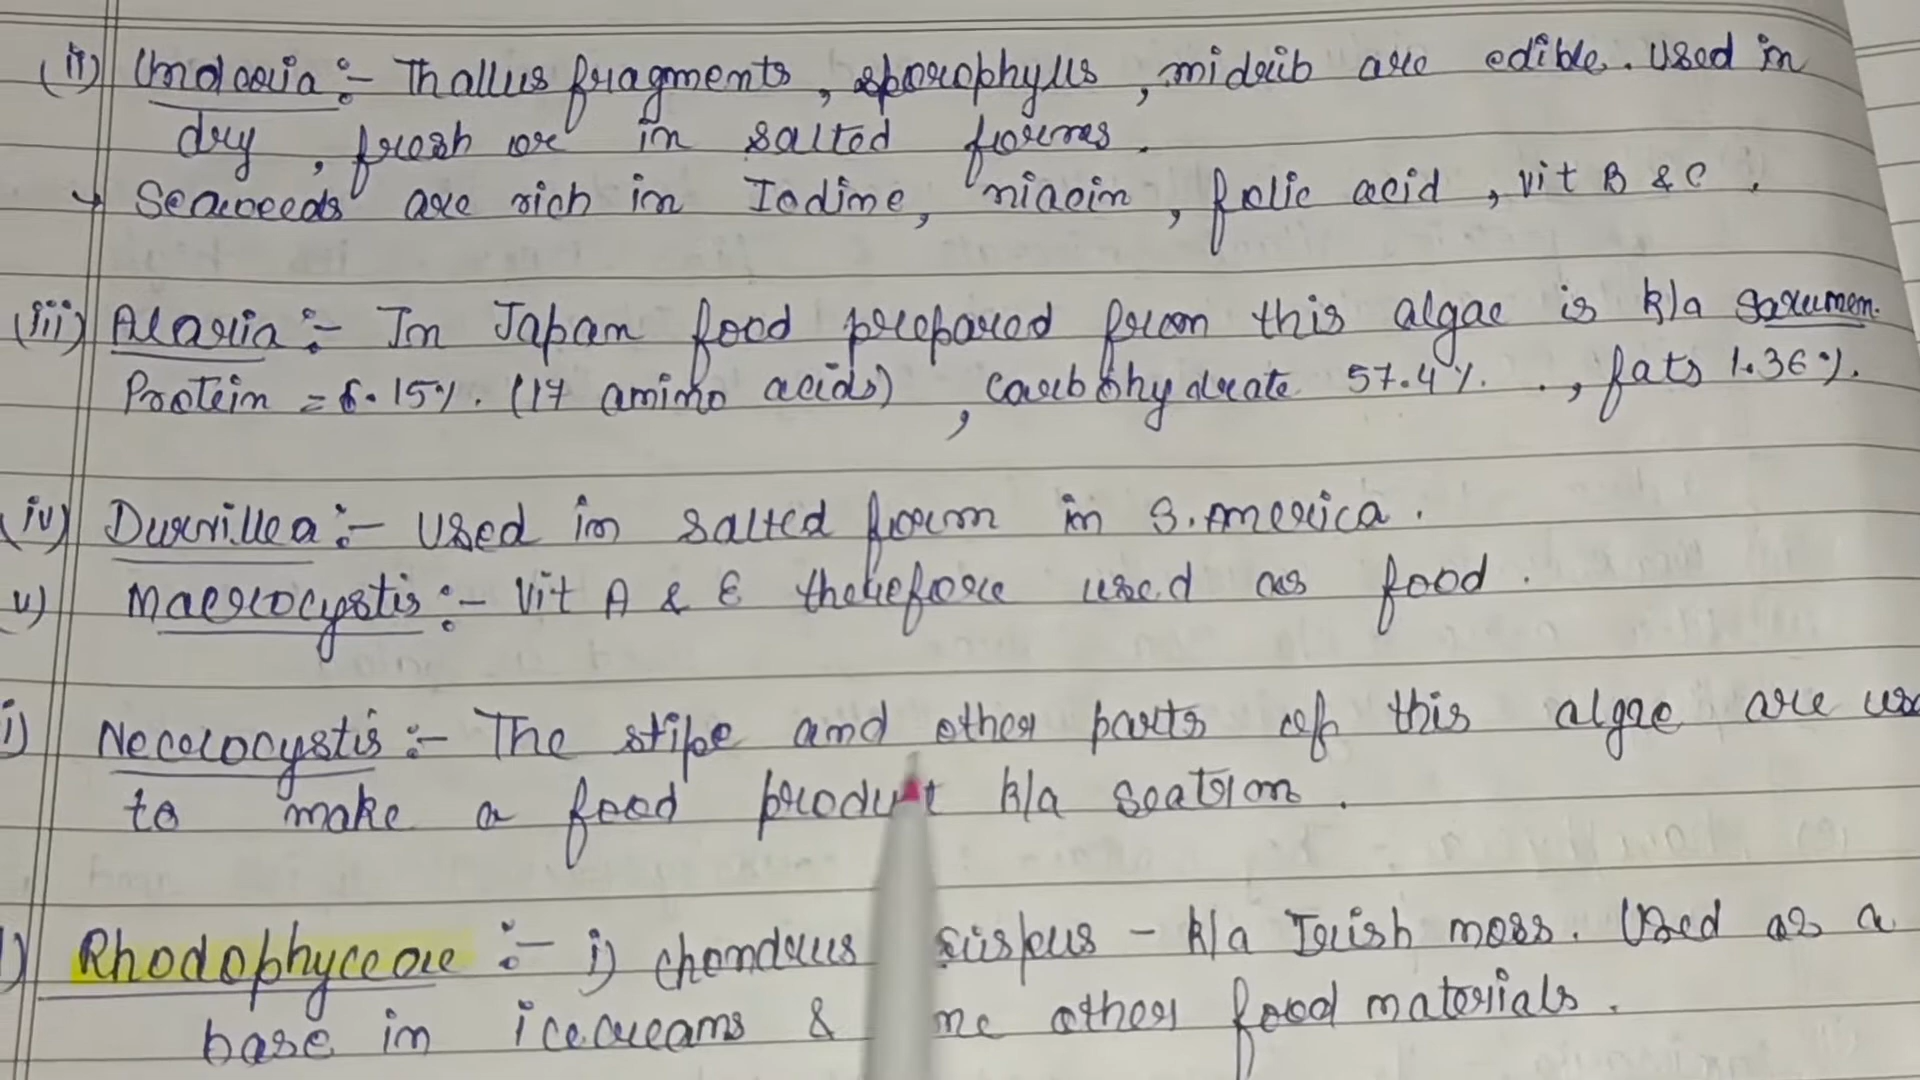 (ii) Undaria :- Thallus fragments, sporophylls, midrib are edible. Used in
dry, fresh or in salted forms.
→ Seaweeds are rich in Iodine, niacin, folic acid, vit B & C.
(iii) Alaria :- In Japan food prepared from this algae is k/a Sarumen.
Protein = 6.15%. (17 amino acids), carbohydrate 57.4%., fats 1.36%.
(iv) Durvillea :- Used in salted form in S. America.
v) Macrocystis :- Vit A & E therefore used as food.
i) Necelocystis :- The stipe and other parts of this algae are us
to make a food product k/a seatron.
) Rhodophyceae :- i) chondrus crispus - k/a Irish moss. Used as a
base in icecreams & other food materials.